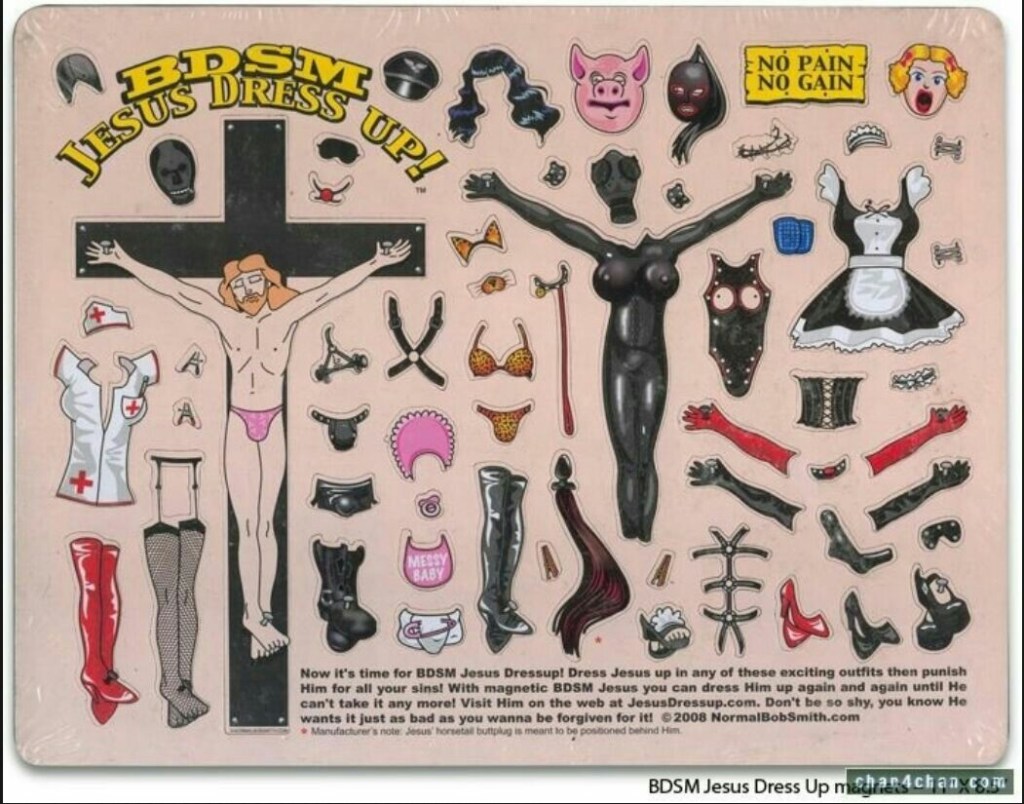 BDSM
JESUS DRESS UP!
TM
NO PAIN
NO GAIN
MESSY
BABY
Now it's time for BDSM Jesus Dressup! Dress Jesus up in any of these exciting outfits then punish
Him for all your sins! With magnetic BDSM Jesus you can dress Him up again and again until He
can't take it any more! Visit Him on the web at JesusDressup.com. Don't be so shy, you know He
wants it just as bad as you wanna be forgiven for it! ©2008 NormalBobSmith.com
* Manufacturer's note: Jesus' horsetail buttplug is meant to be positioned behind Him.
BDSM Jesus Dress Up
chan4chan.com